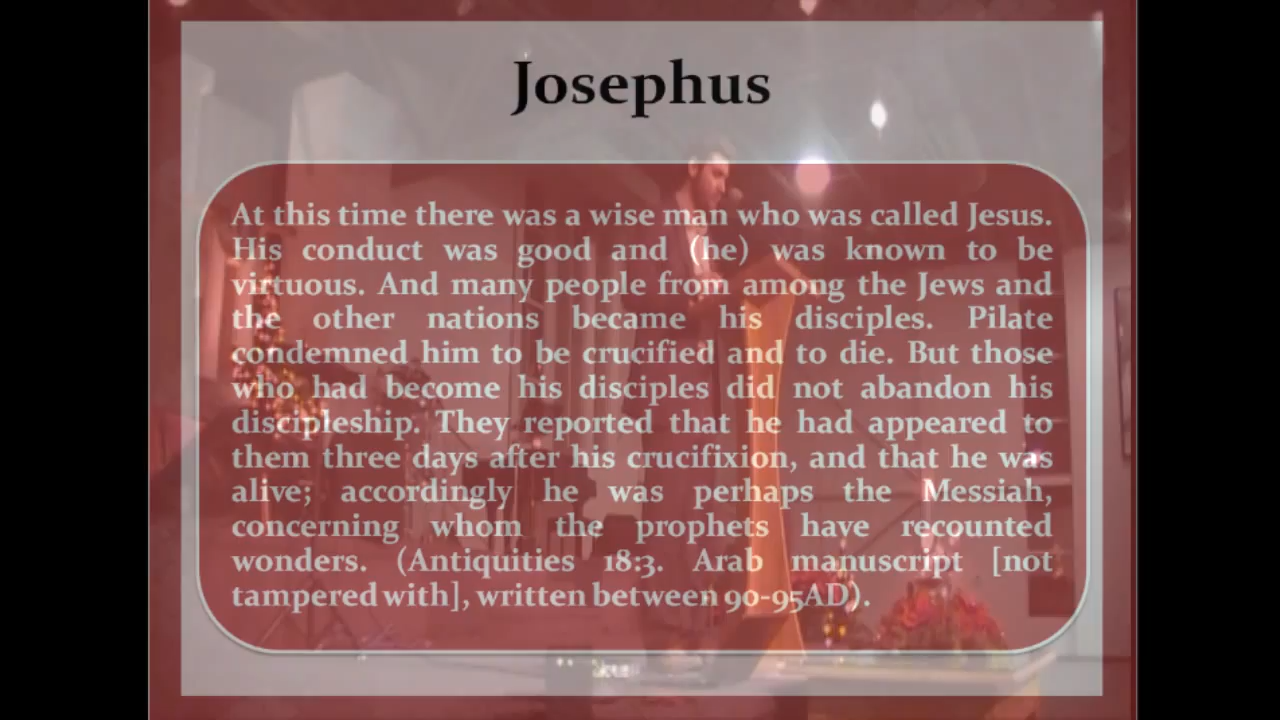 Josephus
At this time there was a wise man who was called Jesus.
His conduct was good and (he) was known to be
virtuous. And many people from among the Jews and
the other nations became his disciples. Pilate
condemned him to be crucified and to die. But those
who had become his disciples did not abandon his
discipleship. They reported that he had appeared to
them three days after his crucifixion, and that he was
alive; accordingly he was perhaps the Messiah,
concerning whom the prophets have recounted
wonders. (Antiquities 18:3. Arab manuscript [not
tampered with], written between 90-95AD).